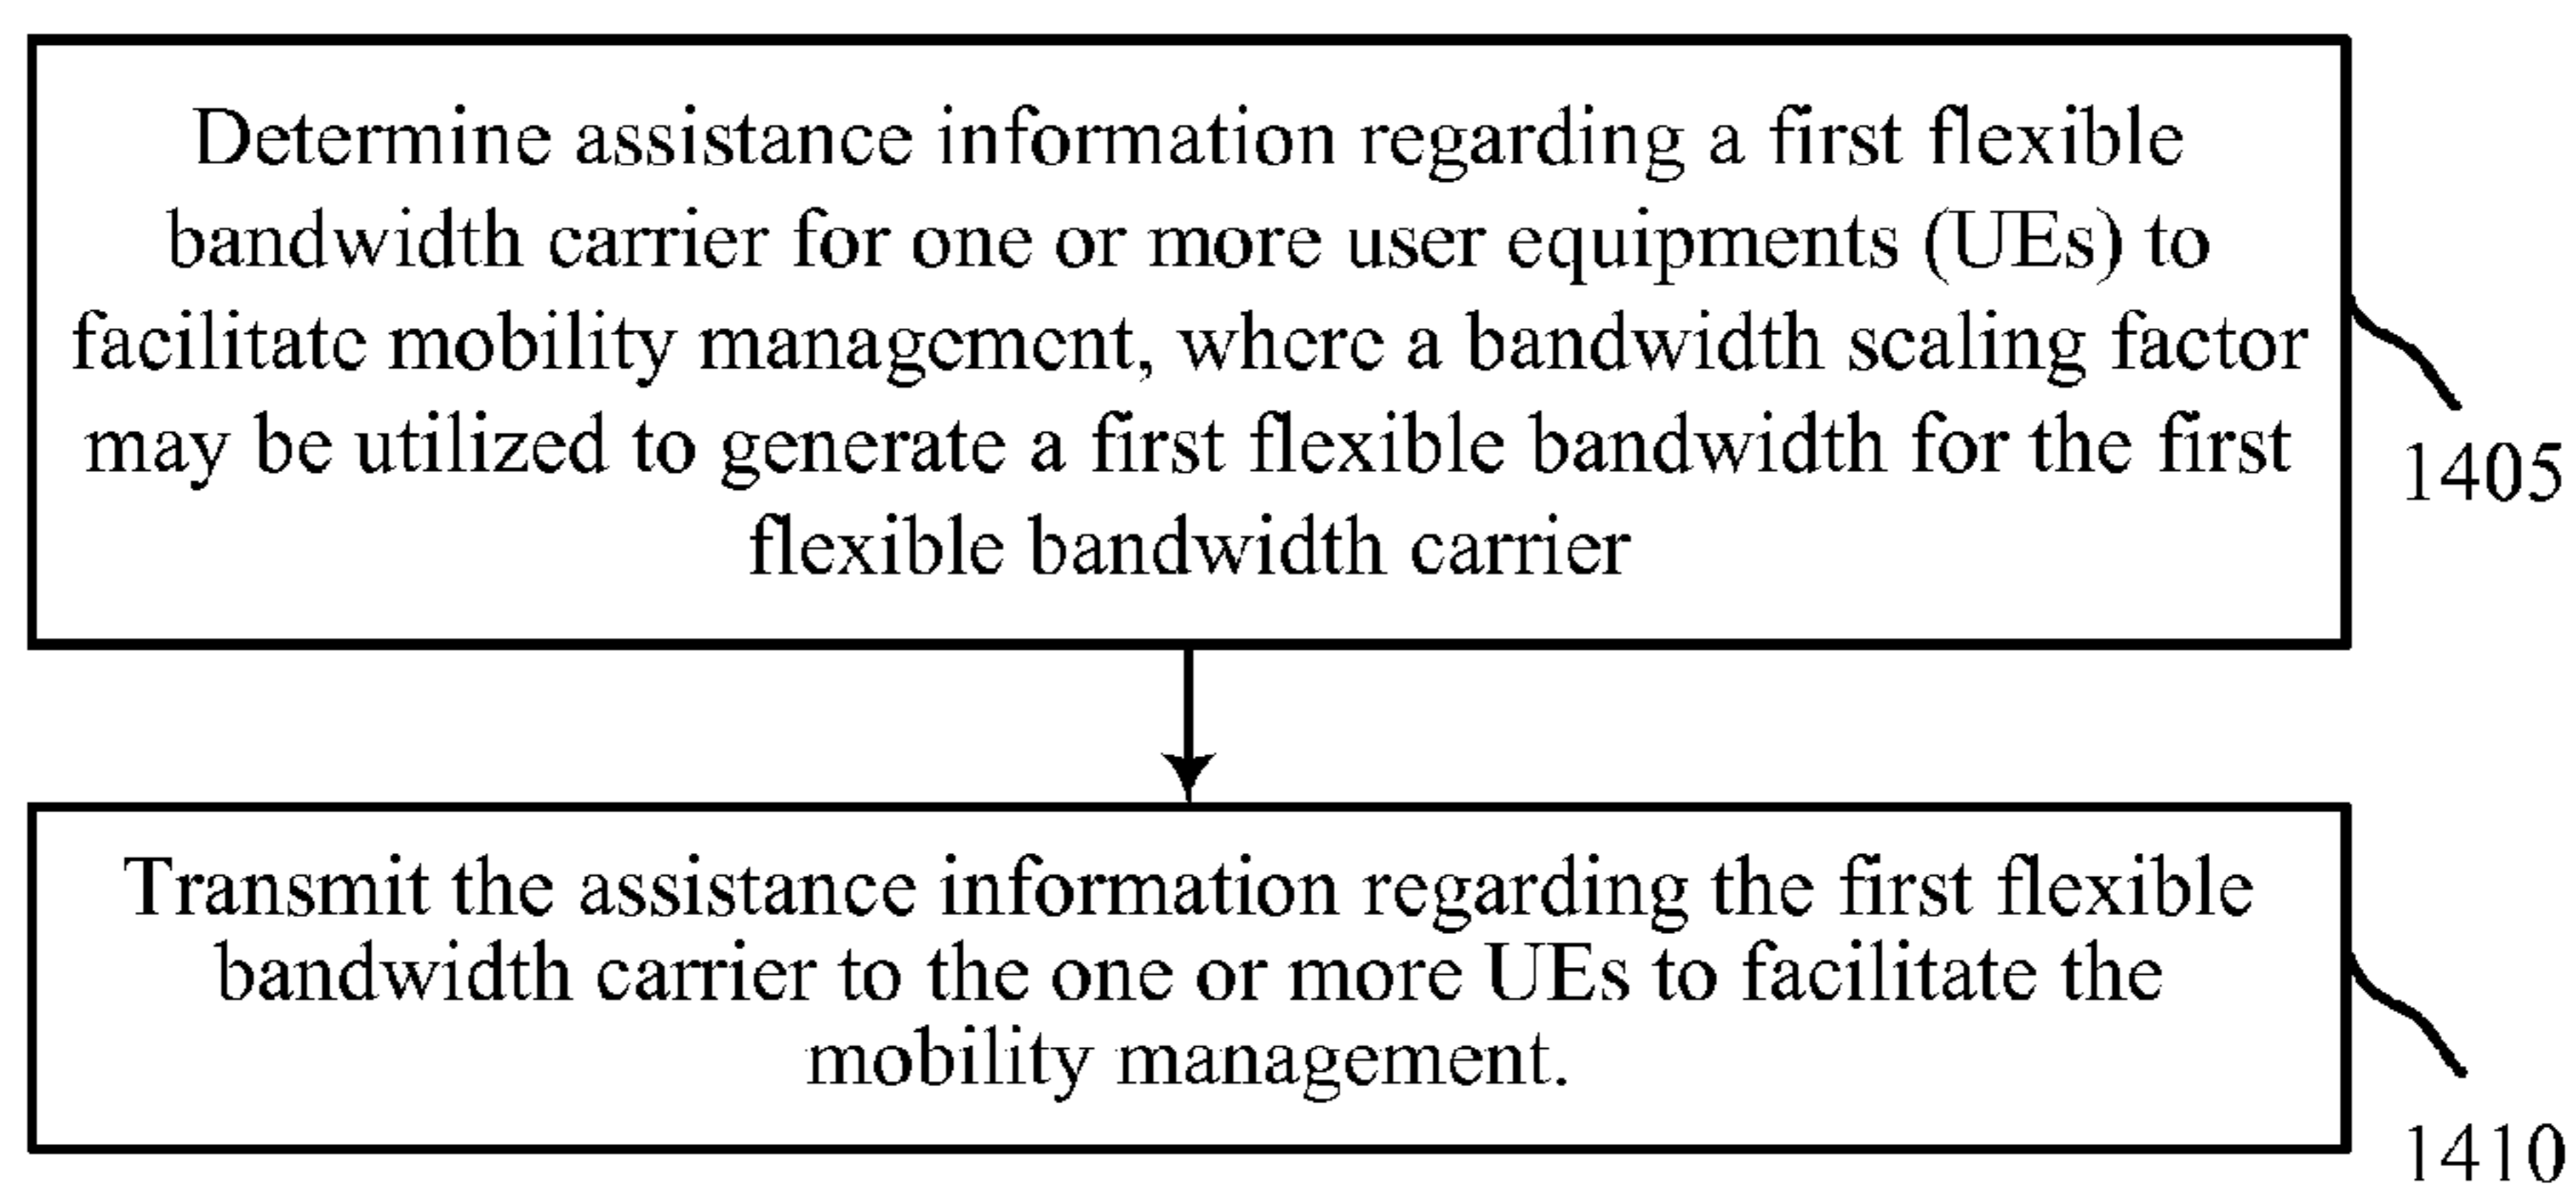 Determine assistance information regarding a first flexible
bandwidth carrier for one or more user equipments (UEs) to
facilitate mobility management, where a bandwidth scaling factor
may be utilized to generate a first flexible bandwidth for the first
flexible bandwidth carrier
1405
Transmit the assistance information regarding the first flexible
bandwidth carrier to the one or more UEs to facilitate the
mobility management.
1410